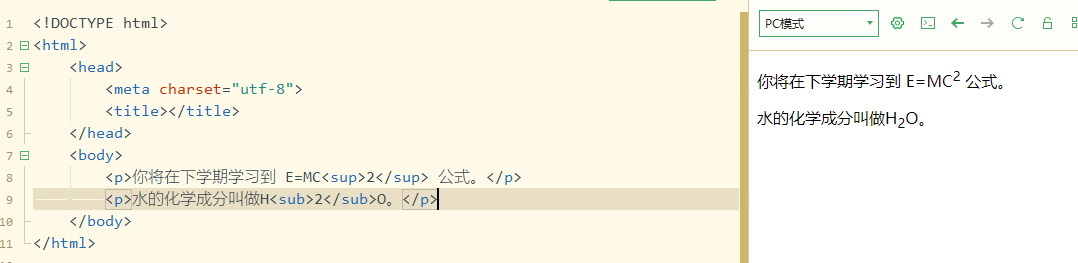 1 <!DOCTYPE html>
2 <html>
3 <head>
4 <meta charset="utf-8">
5 <title></title>
6 </head>
7 <body>
8 <p>你将在下学期学习到 E=MC<sup>2</sup> 公式。</p>
9 <p>水的化学成分叫做H<sub>2</sub>O。</p>
10 </body>
11 </html>
PC模式
你将在下学期学习到 E=MC² 公式。
水的化学成分叫做H₂O。